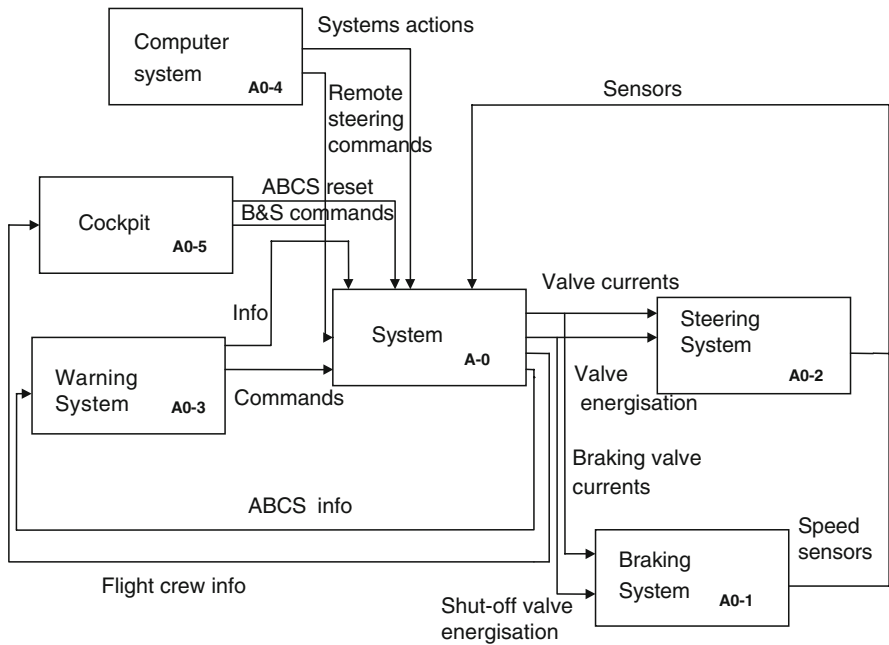 Computer
system
A0-4
Systems actions
Remote
steering
commands
Sensors
Cockpit
A0-5
ABCS reset
B&S commands
Info
Warning
System
A0-3
Commands
System
A-0
Valve currents
Steering
System
A0-2
Valve
energisation
Braking valve
currents
ABCS info
Flight crew info
Braking
System
A0-1
Speed
sensors
Shut-off valve
energisation